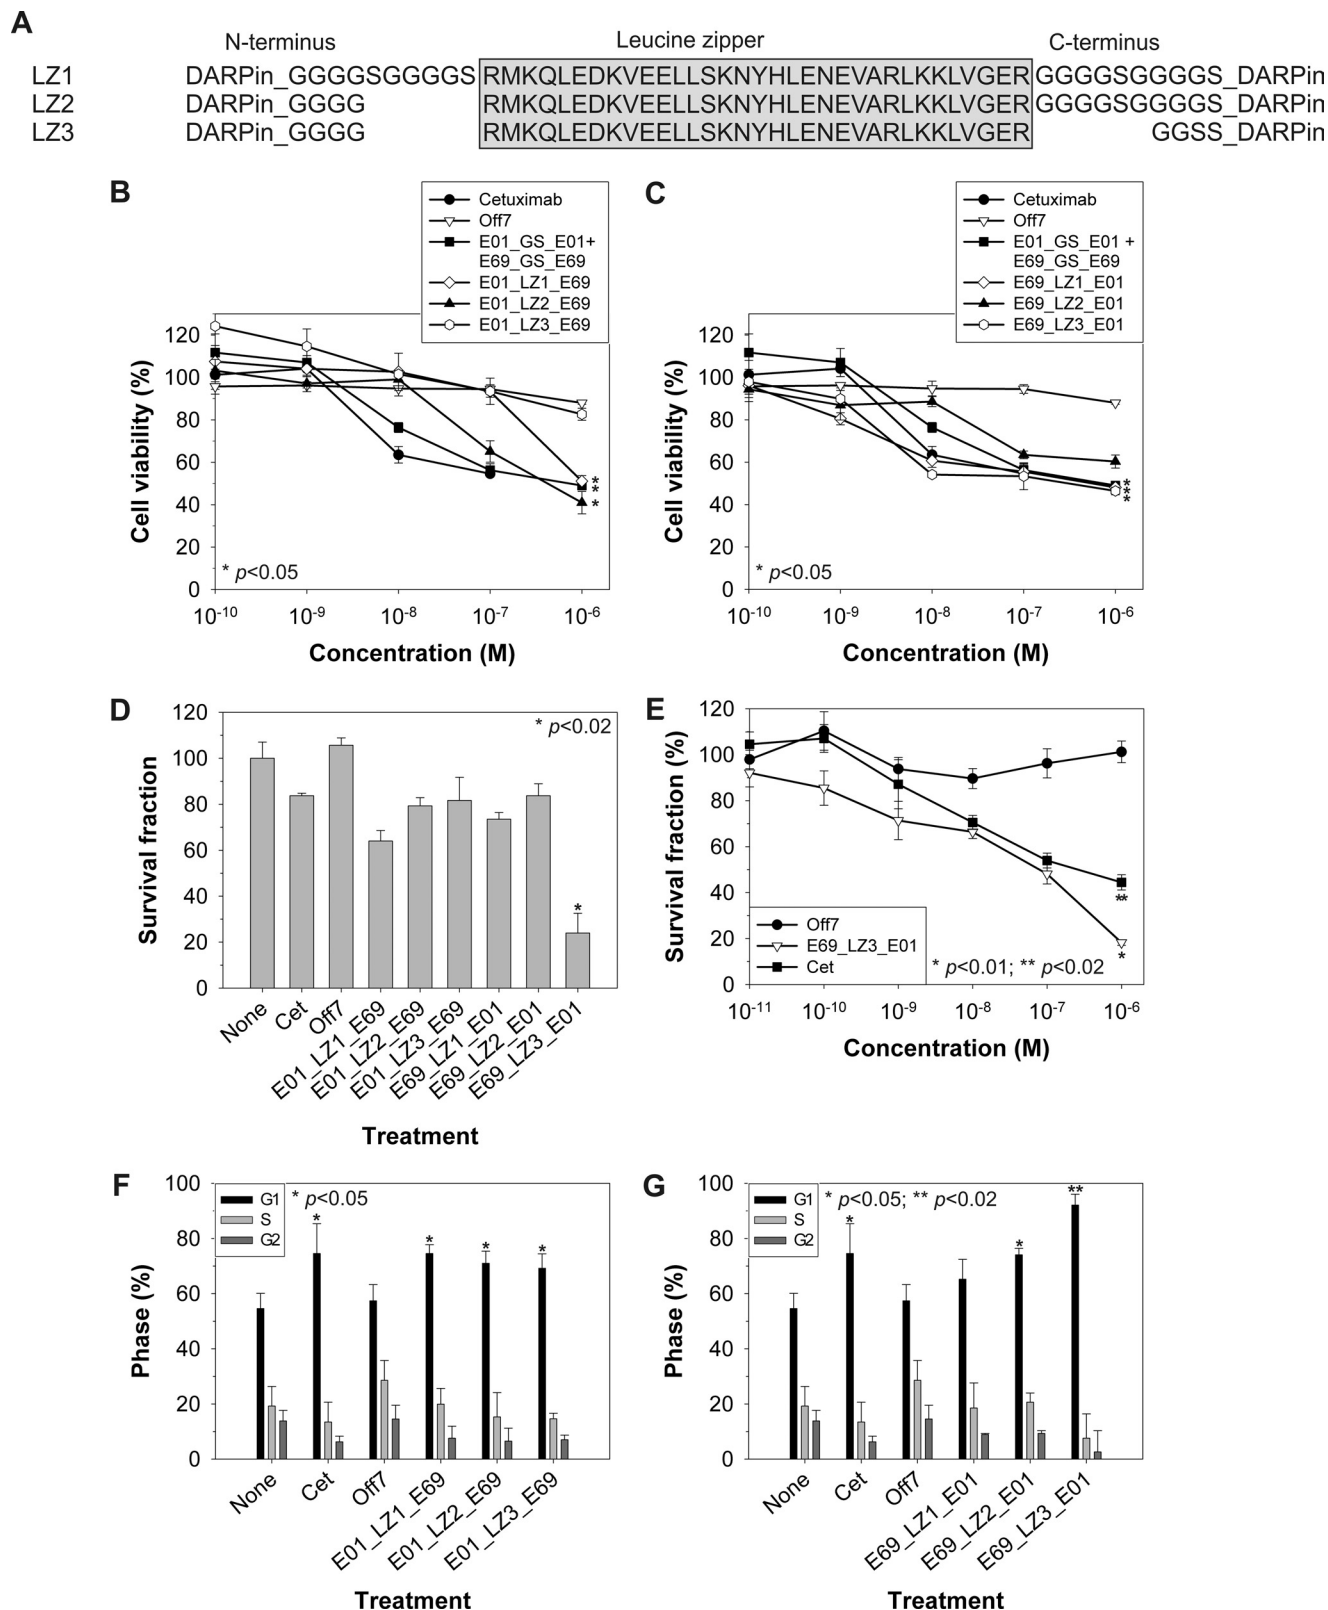 A
N-terminus Leucine zipper C-terminus
LZ1 DARPin_GGGGSGGGGS RMKQLEDKVEELLSKNYHLENEVARLKKLVGER GGGGSGGGGS_DARPin
LZ2 DARPin_GGGG RMKQLEDKVEELLSKNYHLENEVARLKKLVGER GGGGSGGGGS_DARPin
LZ3 DARPin_GGGG RMKQLEDKVEELLSKNYHLENEVARLKKLVGER GGSS_DARPin
B
Cetuximab
Off7
E01_GS_E01+
E69_GS_E69
E01_LZ1_E69
E01_LZ2_E69
E01_LZ3_E69
Cell viability (%)
120
100
80
60
40
20
0
*
*
*
* p<0.05
10-10 10-9 10-8 10-7 10-6
Concentration (M)
C
Cetuximab
Off7
E01_GS_E01 +
E69_GS_E69
E69_LZ1_E01
E69_LZ2_E01
E69_LZ3_E01
Cell viability (%)
120
100
80
60
40
20
0
*
*
*
* p<0.05
10-10 10-9 10-8 10-7 10-6
Concentration (M)
D
Survival fraction
120
100
80
60
40
20
0
* p<0.02
*
None Cet Off7 E01_LZ1_E69 E01_LZ2_E69 E01_LZ3_E69 E69_LZ1_E01 E69_LZ2_E01 E69_LZ3_E01
Treatment
E
Survival fraction (%)
120
100
80
60
40
20
0
**
*
Off7
E69_LZ3_E01
Cet
* p<0.01; ** p<0.02
10-11 10-10 10-9 10-8 10-7 10-6
Concentration (M)
F
Phase (%)
100
80
60
40
20
0
G1
S
G2
* p<0.05
* * * *
None Cet Off7 E01_LZ1_E69 E01_LZ2_E69 E01_LZ3_E69
Treatment
G
Phase (%)
100
80
60
40
20
0
G1
S
G2
* p<0.05; ** p<0.02
* * **
None Cet Off7 E69_LZ1_E01 E69_LZ2_E01 E69_LZ3_E01
Treatment